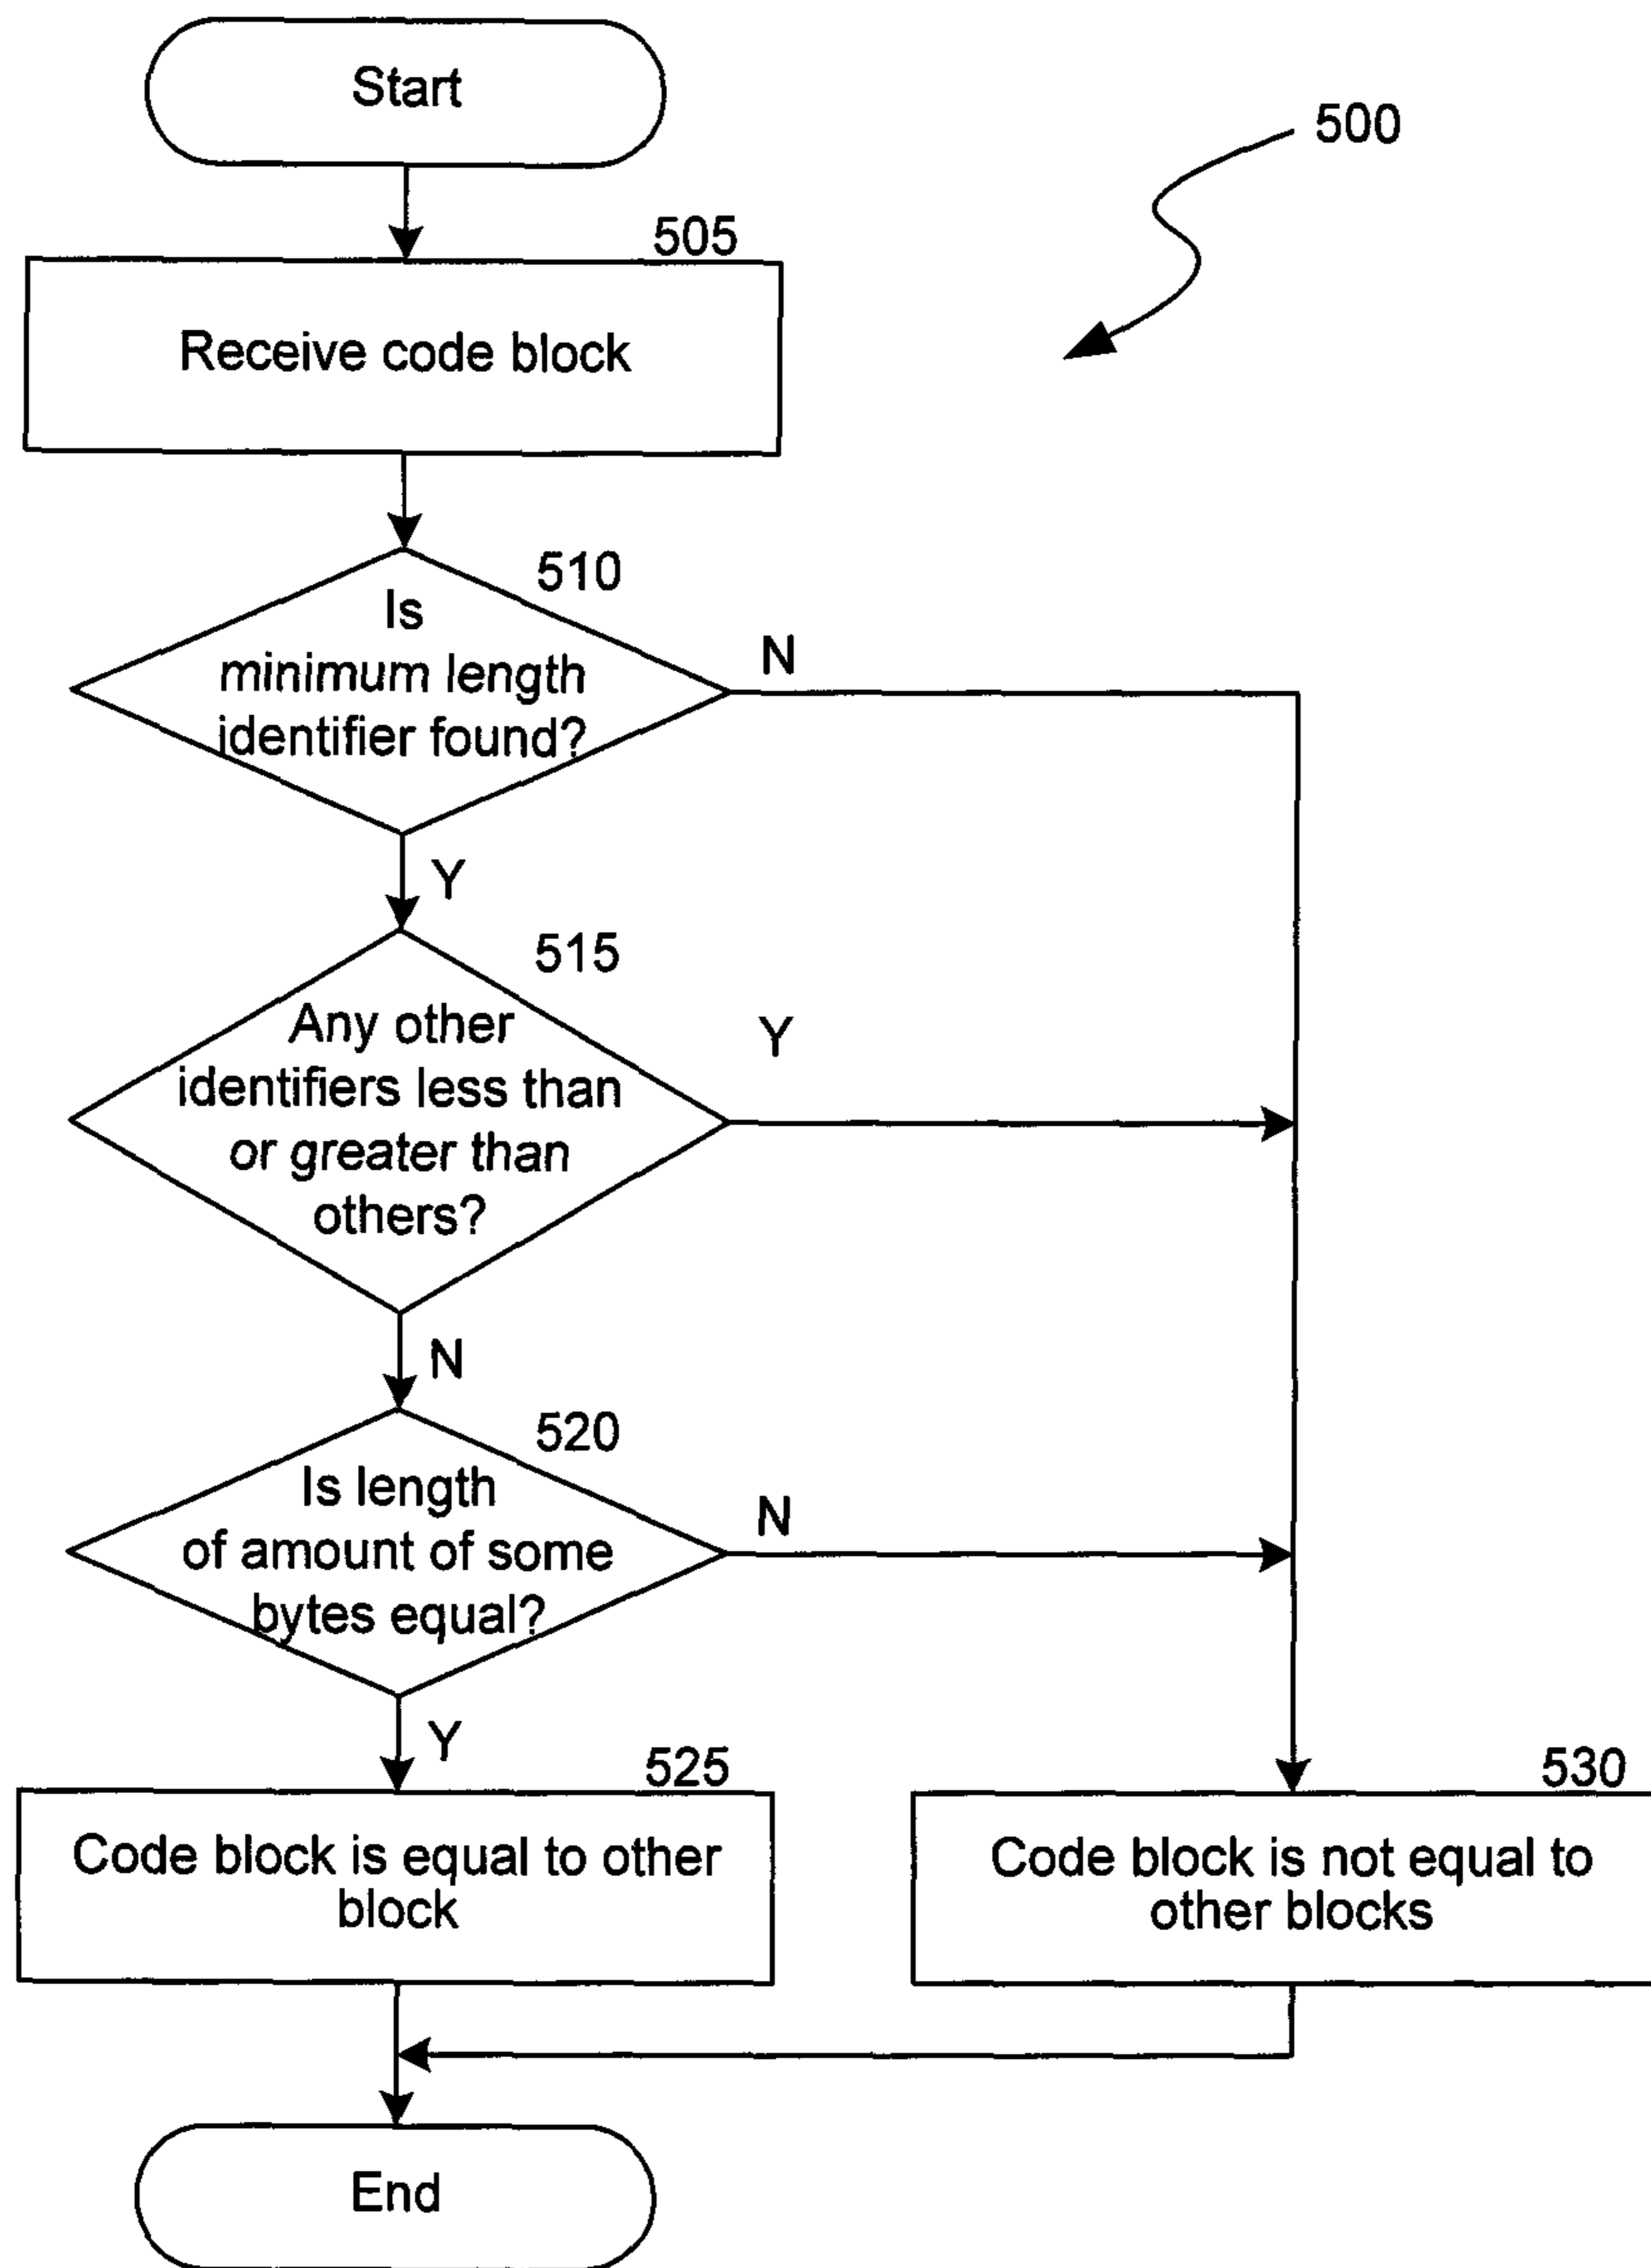 Start
500
505
Receive code block
510
Is
minimum length
identifier found?
N
Y
515
Any other
identifiers less than
or greater than
others?
Y
N
520
Is length
of amount of some
bytes equal?
N
Y
525
Code block is equal to other
block
530
Code block is not equal to
other blocks
End